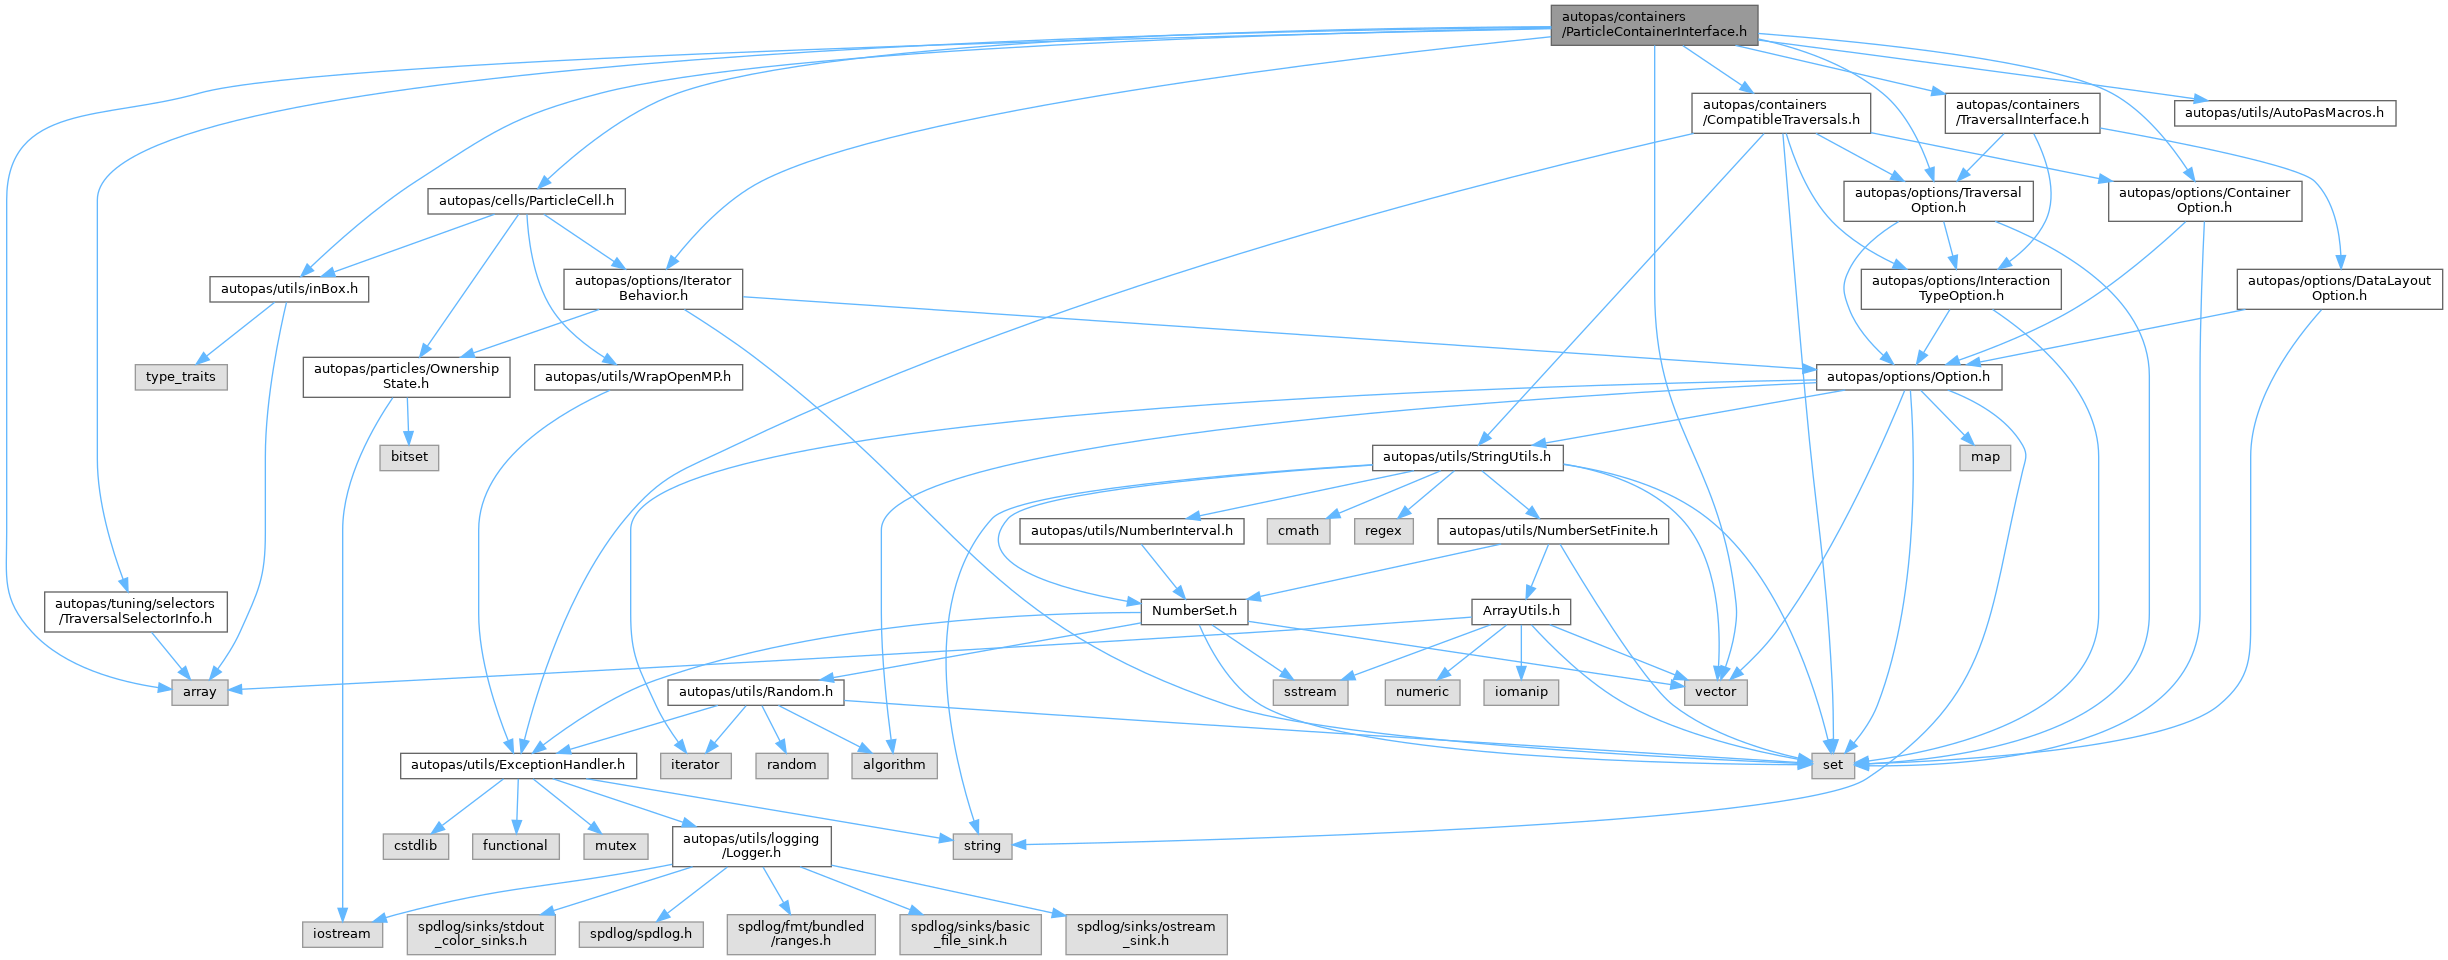 autopas/containers
/ParticleContainerInterface.h
autopas/containers
/CompatibleTraversals.h
autopas/containers
/TraversalInterface.h
autopas/utils/AutoPasMacros.h
autopas/cells/ParticleCell.h
autopas/options/Traversal
Option.h
autopas/options/Container
Option.h
autopas/utils/inBox.h
autopas/options/Iterator
Behavior.h
autopas/options/Interaction
TypeOption.h
autopas/options/DataLayout
Option.h
type_traits
autopas/particles/Ownership
State.h
autopas/utils/WrapOpenMP.h
autopas/options/Option.h
bitset
autopas/utils/StringUtils.h
map
autopas/utils/NumberInterval.h
cmath
regex
autopas/utils/NumberSetFinite.h
autopas/tuning/selectors
/TraversalSelectorInfo.h
NumberSet.h
ArrayUtils.h
array
autopas/utils/Random.h
sstream
numeric
iomanip
vector
autopas/utils/ExceptionHandler.h
iterator
random
algorithm
set
cstdlib
functional
mutex
autopas/utils/logging
/Logger.h
string
iostream
spdlog/sinks/stdout
_color_sinks.h
spdlog/spdlog.h
spdlog/fmt/bundled
/ranges.h
spdlog/sinks/basic
_file_sink.h
spdlog/sinks/ostream
_sink.h